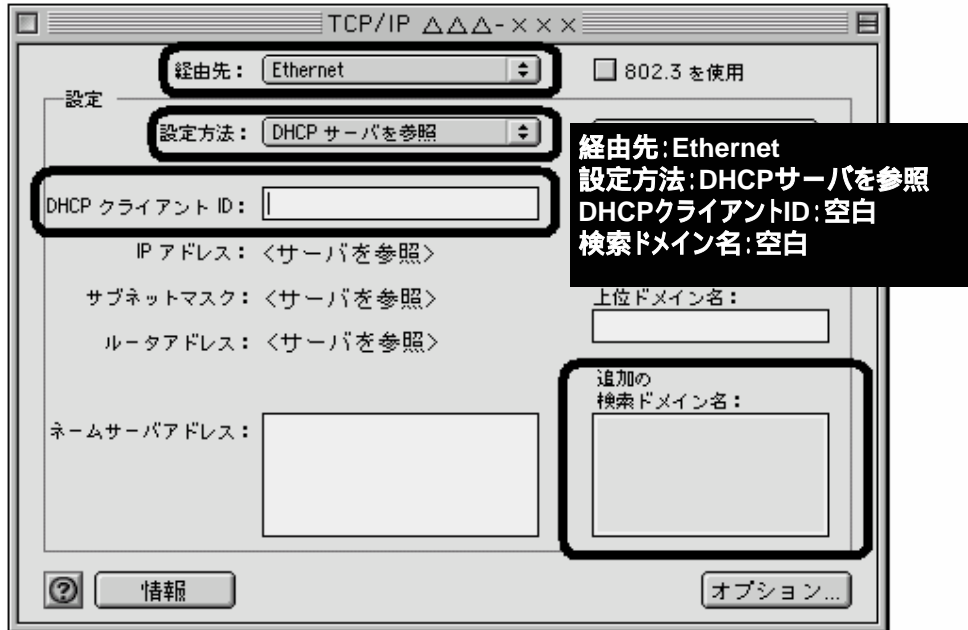 TCP/IP △△△-×××
経由先： Ethernet
802.3 を使用
設定
設定方法： DHCP サーバを参照
経由先：Ethernet
設定方法：DHCPサーバを参照
DHCPクライアントID：空白
検索ドメイン名：空白
DHCP クライアント ID：
IP アドレス： <サーバを参照>
サブネットマスク： <サーバを参照>
上位ドメイン名：
ルータアドレス： <サーバを参照>
追加の
検索ドメイン名：
ネームサーバアドレス：
?
情報
オプション...